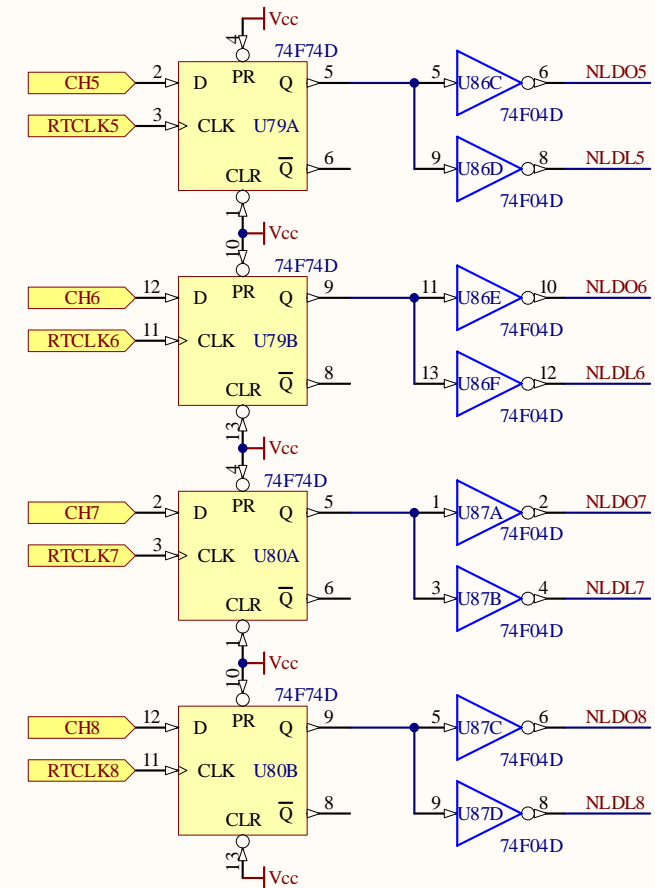 4 Vcc
74F74D
CH5 2 D PR Q 5 5 U86C 6 NLDO5
74F04D
RTCLK5 3 CLK U79A
CLR Q 6 9 U86D 8 NLDL5
74F04D
1
Vcc
10
74F74D
CH6 12 D PR Q 9 11 U86E 10 NLDO6
74F04D
RTCLK6 11 CLK U79B
CLR Q 8 13 U86F 12 NLDL6
74F04D
13
Vcc
4
74F74D
CH7 2 D PR Q 5 1 U87A 2 NLDO7
74F04D
RTCLK7 3 CLK U80A
CLR Q 6 3 U87B 4 NLDL7
74F04D
1
Vcc
10
74F74D
CH8 12 D PR Q 9 5 U87C 6 NLDO8
74F04D
RTCLK8 11 CLK U80B
CLR Q 8 9 U87D 8 NLDL8
74F04D
13
Vcc